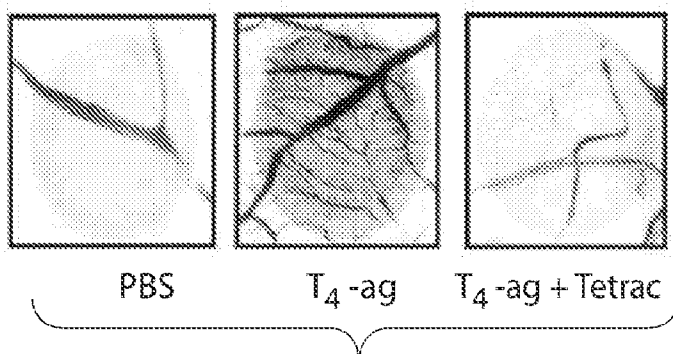 PBS T₄ -ag T₄ -ag + Tetrac